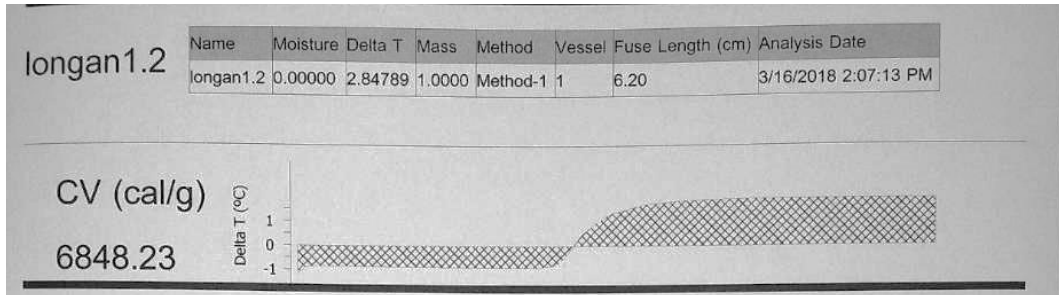 longan1.2
Name Moisture Delta T Mass Method Vessel Fuse Length (cm) Analysis Date
longan1.2 0.00000 2.84789 1.0000 Method-1 1 6.20 3/16/2018 2:07:13 PM
CV (cal/g)
6848.23
Delta T (ºC)
1
0
-1